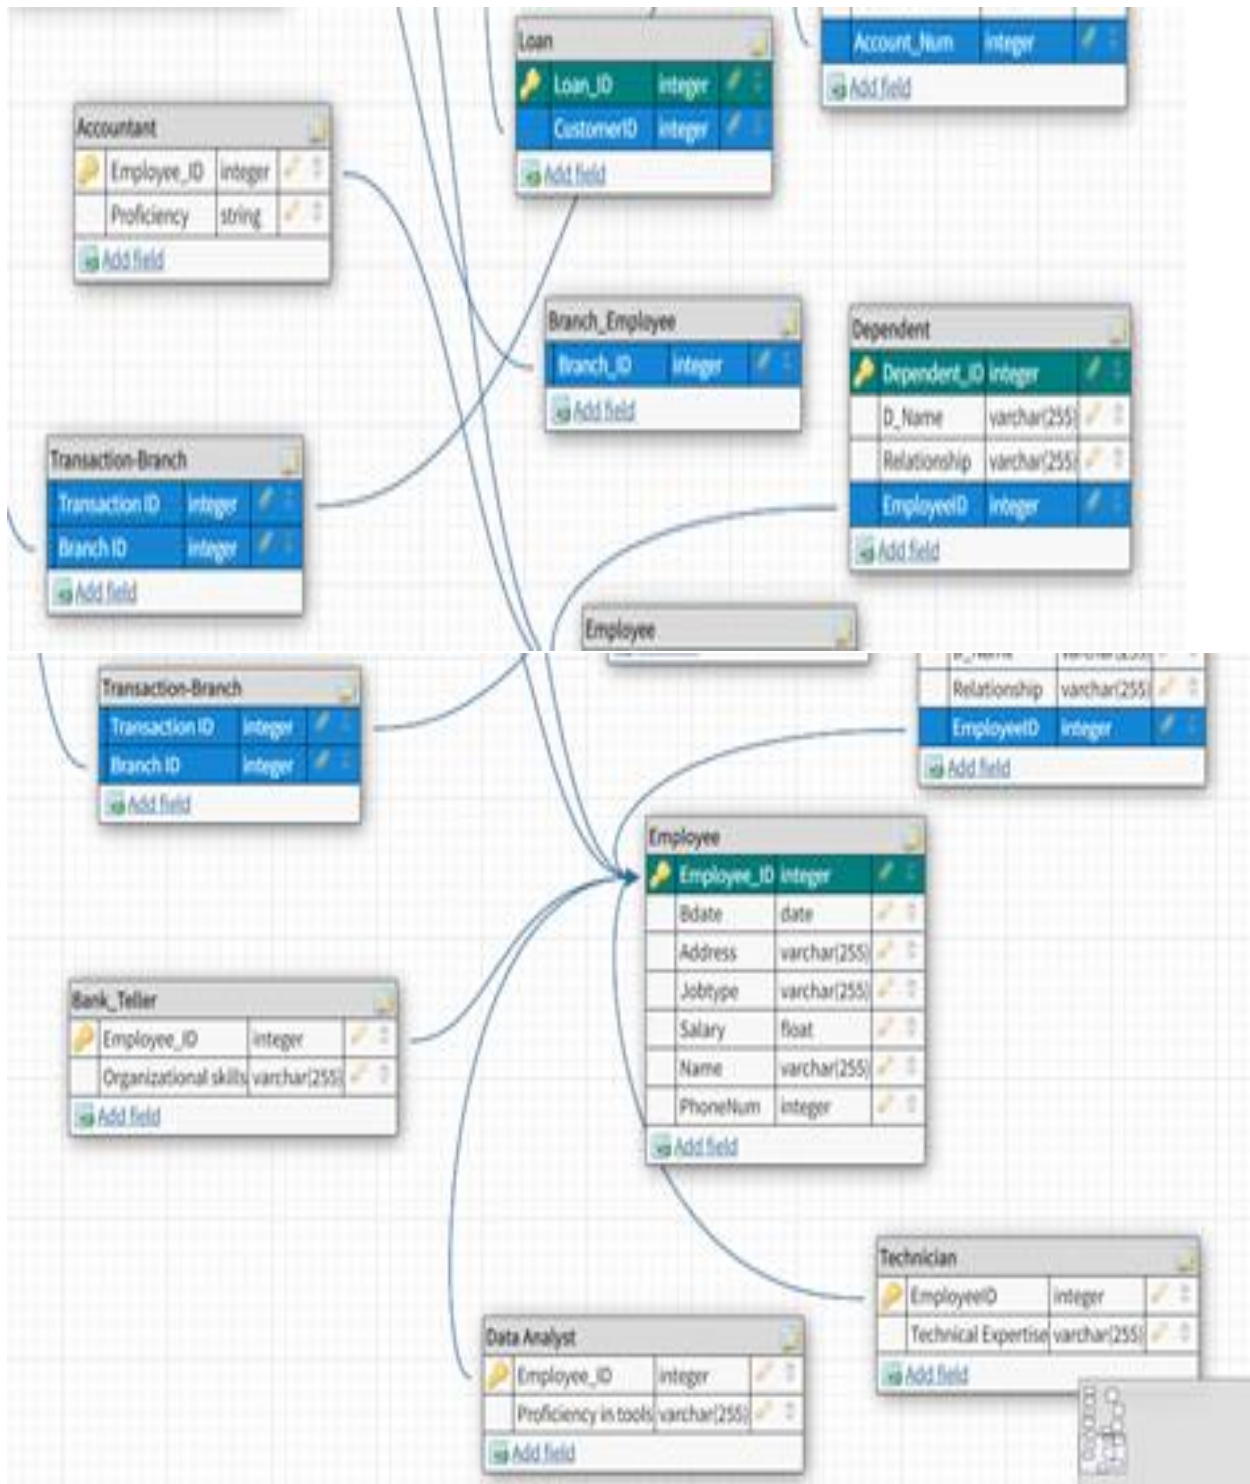 Loan
Loan_ID integer
CustomerID integer
Add field
Account_Num integer
Add field
Accountant
Employee_ID integer
Proficiency string
Add field
Branch_Employee
Branch_ID integer
Add field
Dependent
Dependent_ID integer
D_Name varchar(255)
Relationship varchar(255)
EmployeeID integer
Add field
Transaction-Branch
Transaction ID integer
Branch ID integer
Add field
Employee
Transaction-Branch
Transaction ID integer
Branch ID integer
Add field
D_Name varchar(255)
Relationship varchar(255)
EmployeeID integer
Add field
Employee
Employee_ID integer
Bdate date
Address varchar(255)
Jobtype varchar(255)
Salary float
Name varchar(255)
PhoneNum integer
Add field
Bank_Teller
Employee_ID integer
Organizational skills varchar(255)
Add field
Technician
EmployeeID integer
Technical Expertise varchar(255)
Add field
Data Analyst
Employee_ID integer
Proficiency in tools varchar(255)
Add field